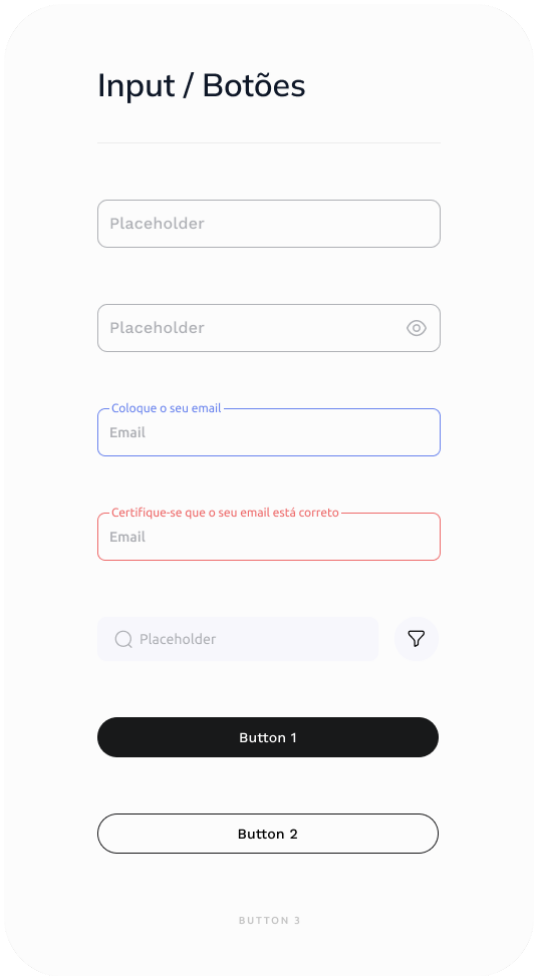 Input / Botões
Placeholder
Placeholder
Coloque o seu email
Email
Certifique-se que o seu email está correto
Email
Placeholder
Button 1
Button 2
BUTTON 3